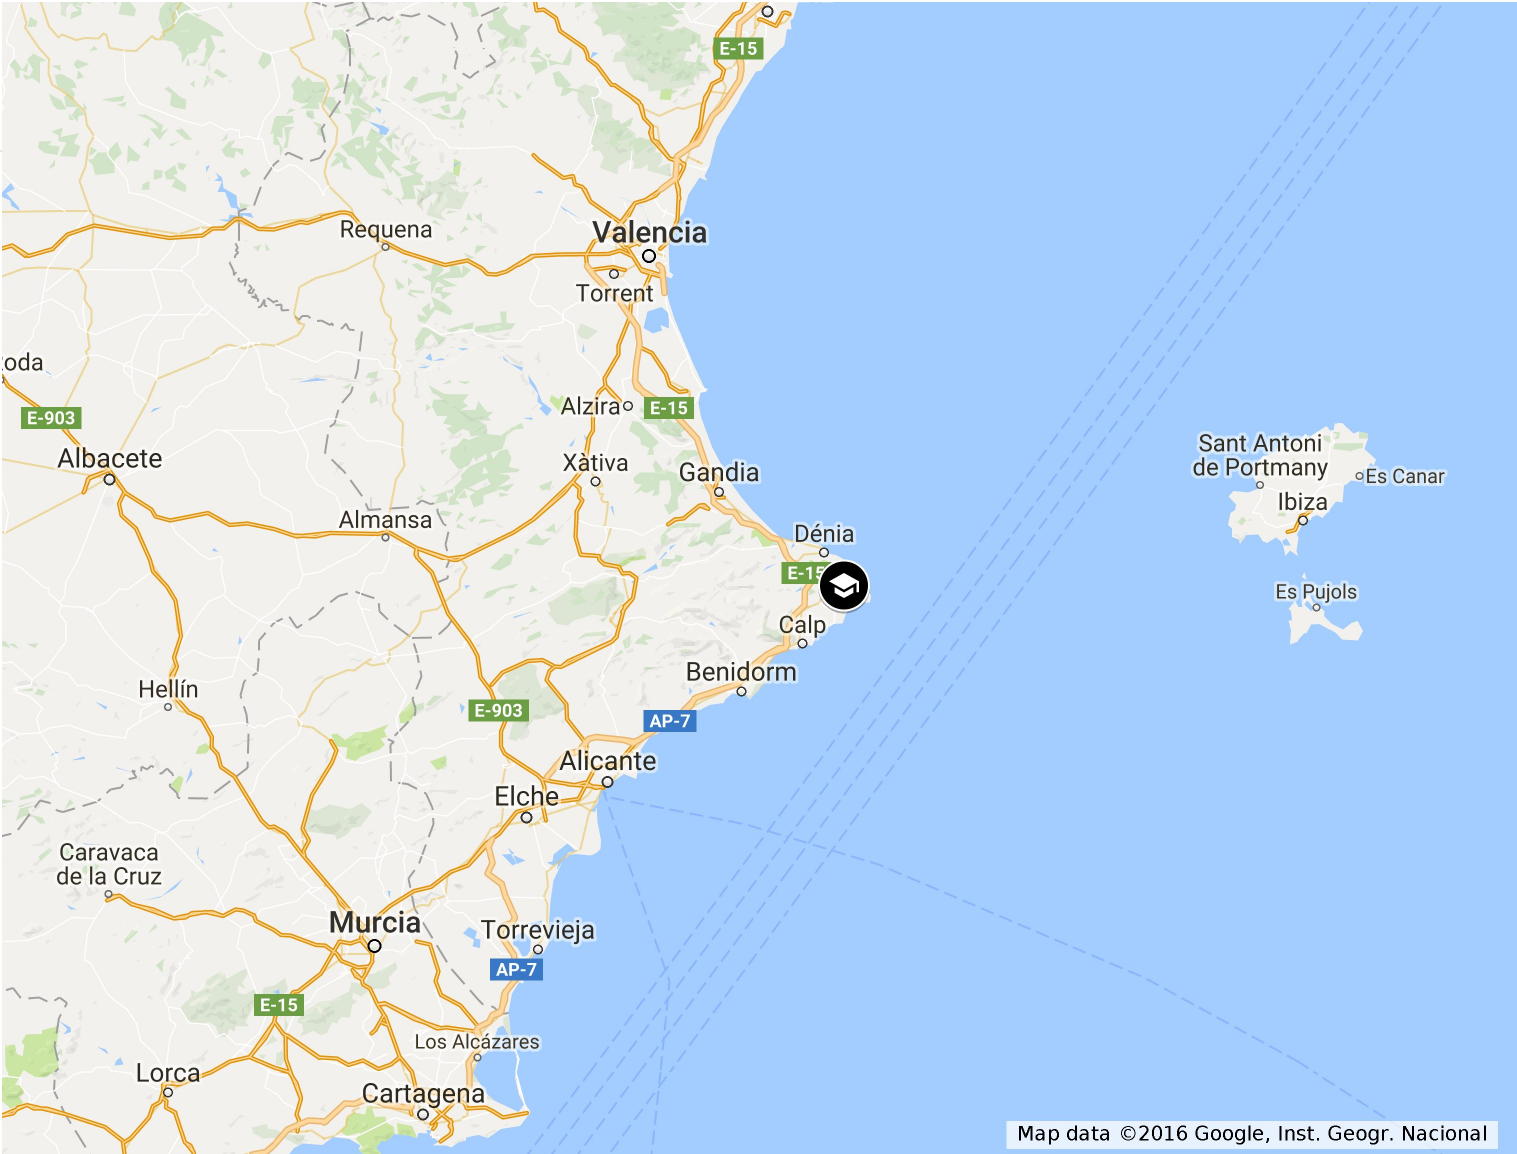 E-15
Requena
Valencia
Torrent
oda
E-903
Alzira
E-15
Albacete
Xàtiva
Gandia
Sant Antoni
de Portmany
Es Canar
Ibiza
Almansa
Dénia
E-15
Es Pujols
Calp
Benidorm
Hellín
E-903
AP-7
Alicante
Elche
Caravaca
de la Cruz
Murcia
Torrevieja
AP-7
E-15
Los Alcázares
Lorca
Cartagena
Map data ©2016 Google, Inst. Geogr. Nacional